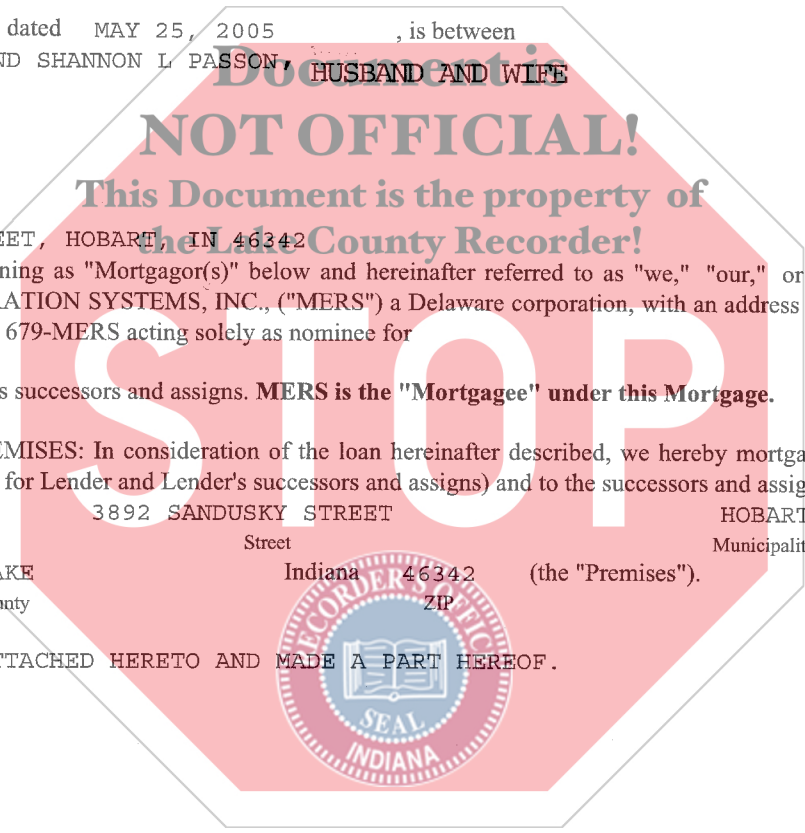 dated MAY 25, 2005 , is between
ND SHANNON L PASSON, HUSBAND AND WIFE
Document is
NOT OFFICIAL!
This Document is the property of
the Lake County Recorder!
EET, HOBART, IN 46342
ning as "Mortgagor(s)" below and hereinafter referred to as "we," "our," or
RATION SYSTEMS, INC., ("MERS") a Delaware corporation, with an address
679-MERS acting solely as nominee for
s successors and assigns. MERS is the "Mortgagee" under this Mortgage.
STOP
EMISES: In consideration of the loan hereinafter described, we hereby mortga
for Lender and Lender's successors and assigns) and to the successors and assig
3892 SANDUSKY STREET HOBART
Street Municipalit
AKE Indiana 46342 (the "Premises").
unty ZIP
TTACHED HERETO AND MADE A PART HEREOF.
RECORDER'S OFFICE
SEAL
INDIANA